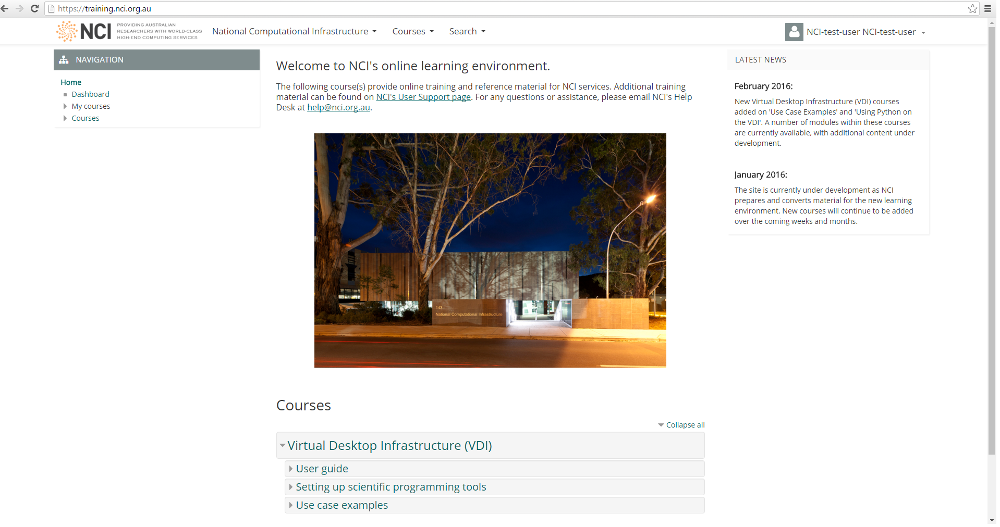 https://training.nci.org.au
NCI
PROVIDING AUSTRALIAN
RESEARCHERS WITH WORLD-CLASS
HIGH-END COMPUTING SERVICES
National Computational Infrastructure
Courses
Search
NCI-test-user NCI-test-user
NAVIGATION
Home
Dashboard
My courses
Courses
Welcome to NCI's online learning environment.
The following course(s) provide online training and reference material for NCI services. Additional training
material can be found on NCI's User Support page. For any questions or assistance, please email NCI's Help
Desk at help@nci.org.au.
143
National Computational Infrastructure
Courses
Collapse all
Virtual Desktop Infrastructure (VDI)
User guide
Setting up scientific programming tools
Use case examples
LATEST NEWS
February 2016:
New Virtual Desktop Infrastructure (VDI) courses
added on 'Use Case Examples' and 'Using Python on
the VDI'. A number of modules within these courses
are currently available, with additional content under
development.
January 2016:
The site is currently under development as NCI
prepares and converts material for the new learning
environment. New courses will continue to be added
over the coming weeks and months.